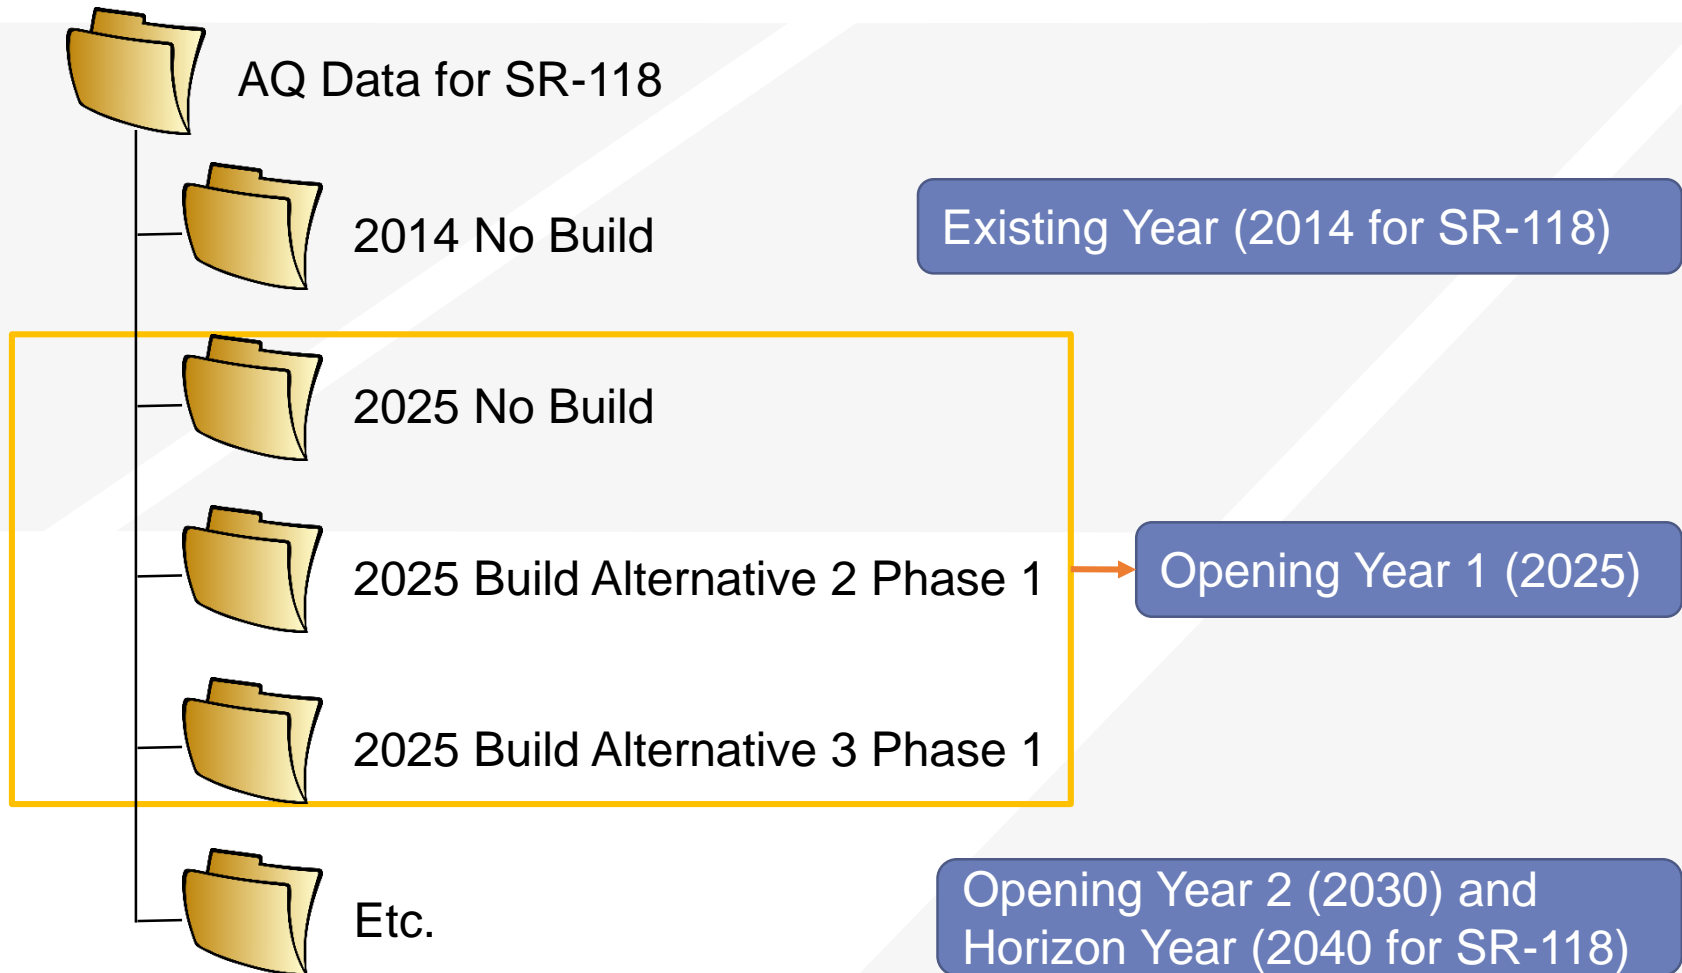 AQ Data for SR-118
2014 No Build
Existing Year (2014 for SR-118)
2025 No Build
2025 Build Alternative 2 Phase 1
Opening Year 1 (2025)
2025 Build Alternative 3 Phase 1
Etc.
Opening Year 2 (2030) and
Horizon Year (2040 for SR-118)